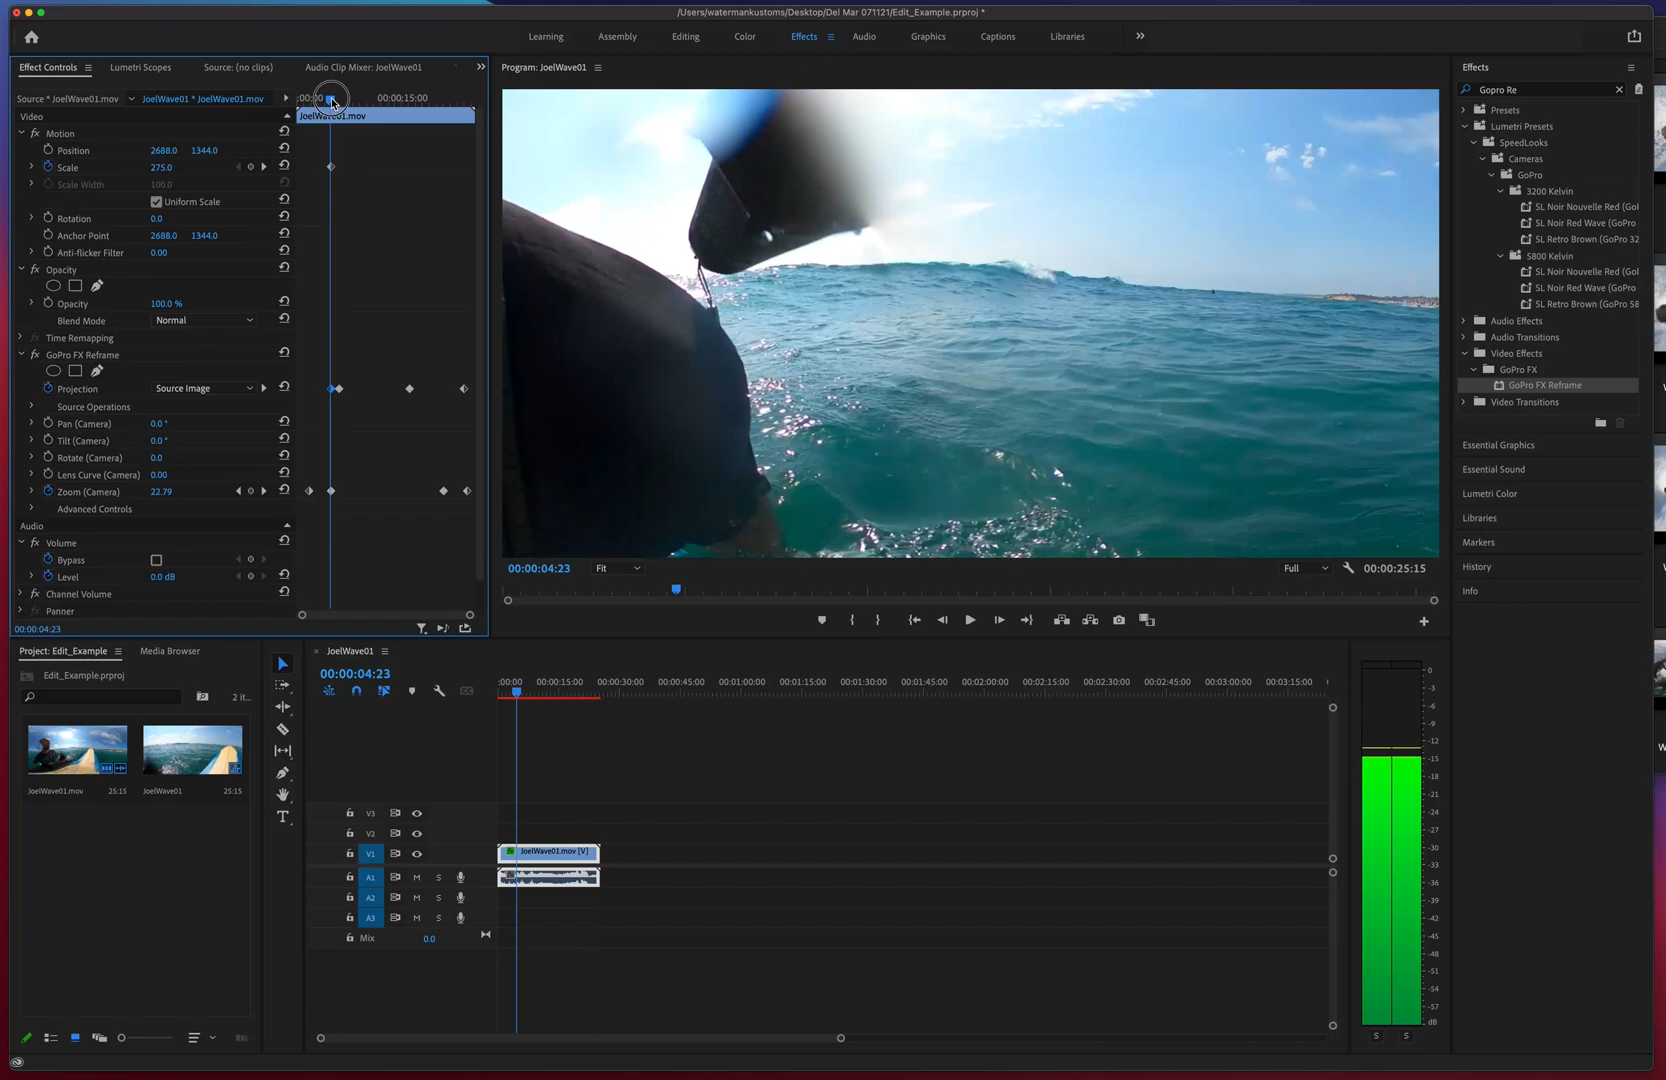 /Users/watermankustoms/Desktop/Del Mar 071121/Edit_Example.prproj *
Learning
Assembly
Editing
Color
Effects
Audio
Graphics
Captions
Libraries
Effect Controls
Lumetri Scopes
Source: (no clips)
Audio Clip Mixer: JoelWave01
Source * JoelWave01.mov
JoelWave01 * JoelWave01.mov
:00:00
00:00:15:00
Video
JoelWave01.mov
fx Motion
Position 2688.0 1344.0
Scale 275.0
Scale Width 100.0
Uniform Scale
Rotation 0.0
Anchor Point 2688.0 1344.0
Anti-flicker Filter 0.00
fx Opacity
Opacity 100.0 %
Blend Mode Normal
fx Time Remapping
fx GoPro FX Reframe
Projection Source Image
Source Operations
Pan (Camera) 0.0 °
Tilt (Camera) 0.0 °
Rotate (Camera) 0.0
Lens Curve (Camera) 0.00
Zoom (Camera) 22.79
Advanced Controls
Audio
fx Volume
Bypass
Level 0.0 dB
Channel Volume
fx Panner
00:00:04:23
Program: JoelWave01
00:00:04:23
Fit
Full
00:00:25:15
Effects
Gopro Re
Presets
Lumetri Presets
SpeedLooks
Cameras
GoPro
3200 Kelvin
SL Noir Nouvelle Red (GoI
SL Noir Red Wave (GoPro
SL Retro Brown (GoPro 32
5800 Kelvin
SL Noir Nouvelle Red (GoI
SL Noir Red Wave (GoPro
SL Retro Brown (GoPro 58
Audio Effects
Audio Transitions
Video Effects
GoPro FX
GoPro FX Reframe
Video Transitions
Essential Graphics
Essential Sound
Lumetri Color
Libraries
Markers
History
Info
Project: Edit_Example
Media Browser
Edit_Example.prproj
2 it...
JoelWave01.mov 25:15
JoelWave01 25:15
T
× JoelWave01
00:00:04:23
:00:00
00:00:15:00
00:00:30:00
00:00:45:00
00:01:00:00
00:01:15:00
00:01:30:00
00:01:45:00
00:02:00:00
00:02:15:00
00:02:30:00
00:02:45:00
00:03:00:00
00:03:15:00
V3
V2
V1
fx JoelWave01.mov [V]
A1 M S
A2 M S
A3 M S
Mix 0.0
0
-3
-6
-9
-12
-15
-18
-21
-24
-27
-30
-33
-36
-39
-42
-45
-48
-51
-54
-57
dB
S S